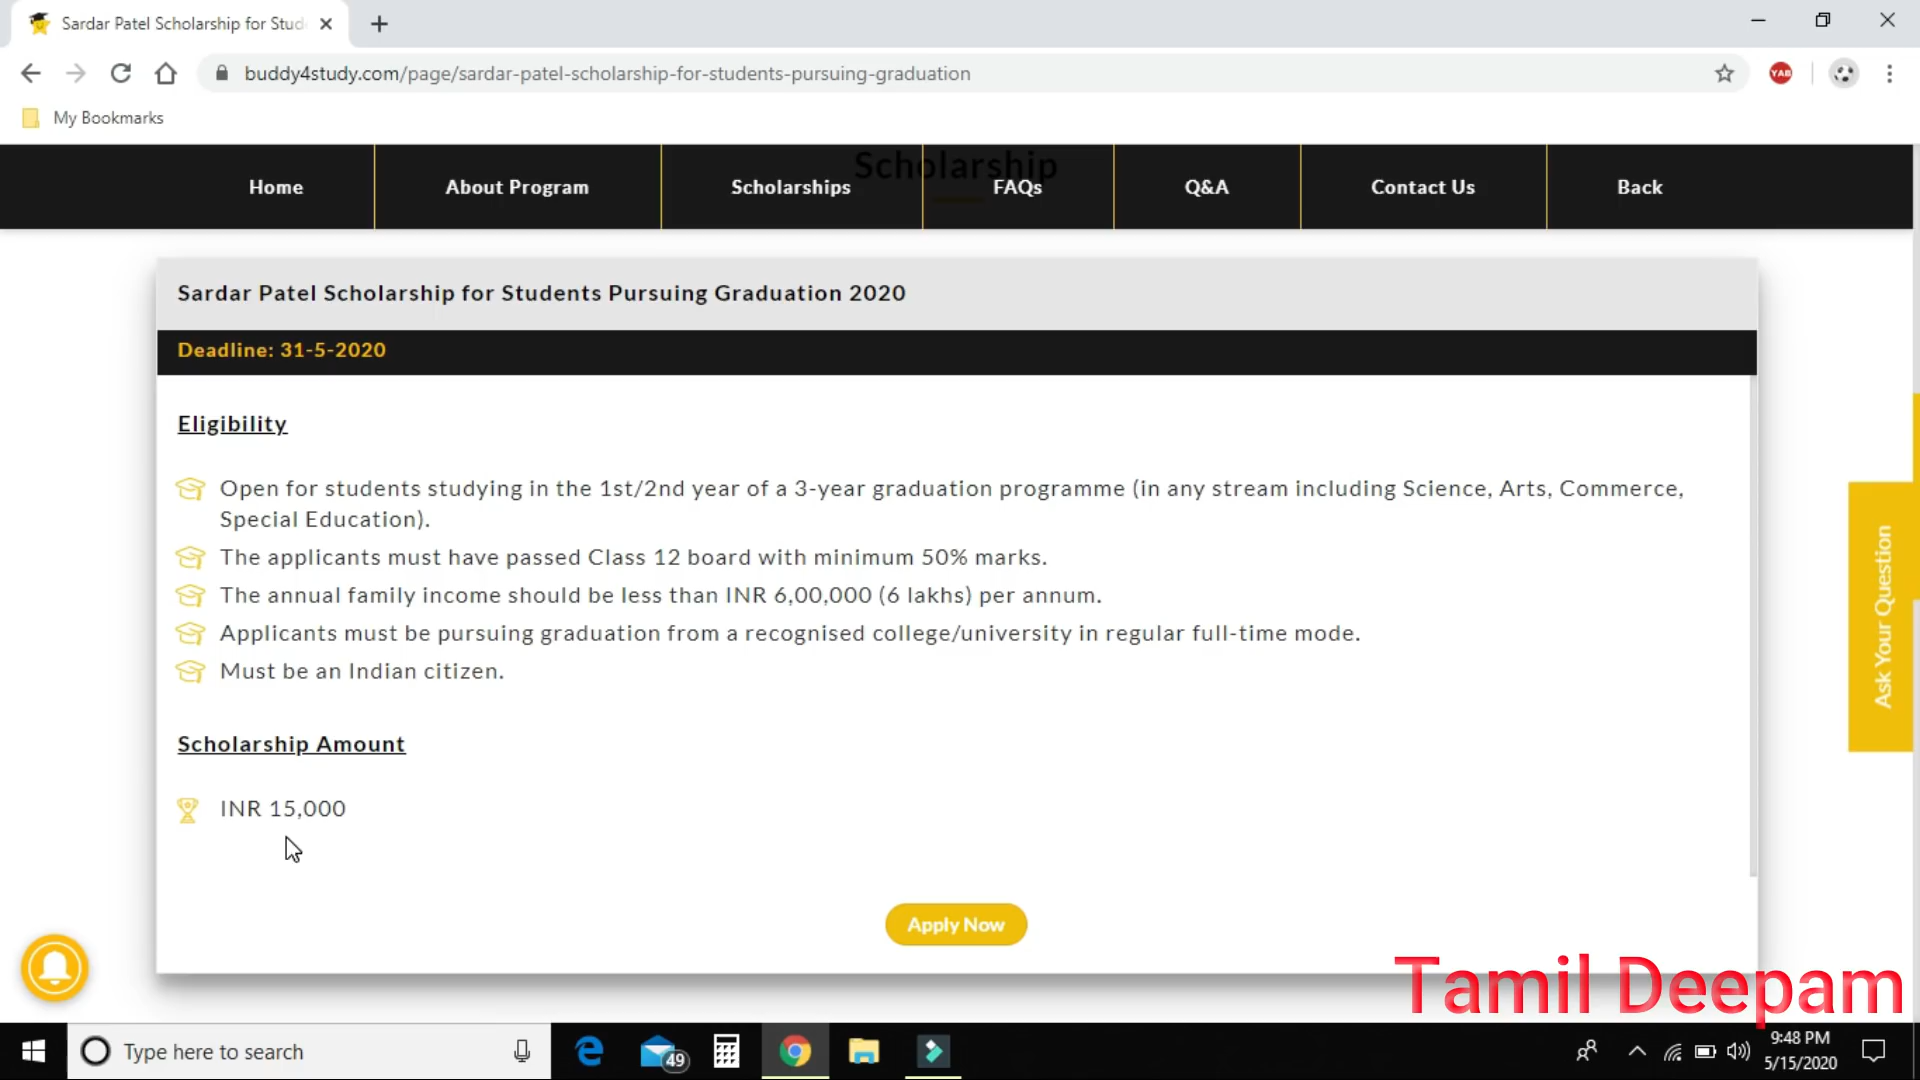 Sardar Patel Scholarship for Stud
buddy4study.com/page/sardar-patel-scholarship-for-students-pursuing-graduation
YAB
My Bookmarks
Scholarship
Home
About Program
Scholarships
FAQs
Q&A
Contact Us
Back
Sardar Patel Scholarship for Students Pursuing Graduation 2020
Deadline: 31-5-2020
Eligibility
Open for students studying in the 1st/2nd year of a 3-year graduation programme (in any stream including Science, Arts, Commerce,
Special Education).
The applicants must have passed Class 12 board with minimum 50% marks.
The annual family income should be less than INR 6,00,000 (6 lakhs) per annum.
Applicants must be pursuing graduation from a recognised college/university in regular full-time mode.
Must be an Indian citizen.
Scholarship Amount
INR 15,000
Ask Your Question
Apply Now
Tamil Deepam
Type here to search
49
9:48 PM
5/15/2020